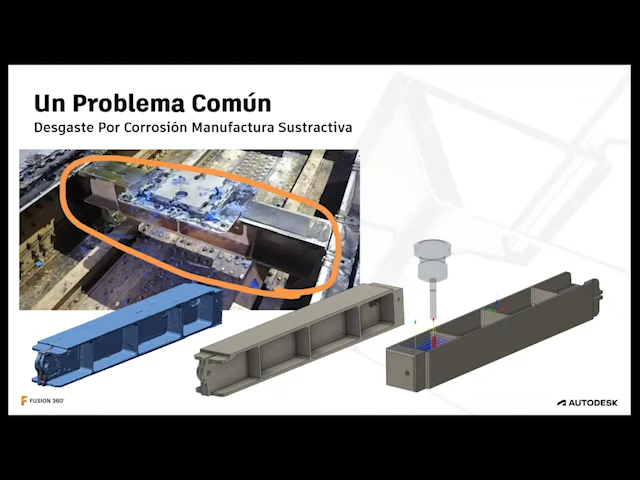 Un Problema Común
Desgaste Por Corrosión Manufactura Sustractiva
F FUSION 360°
AUTODESK